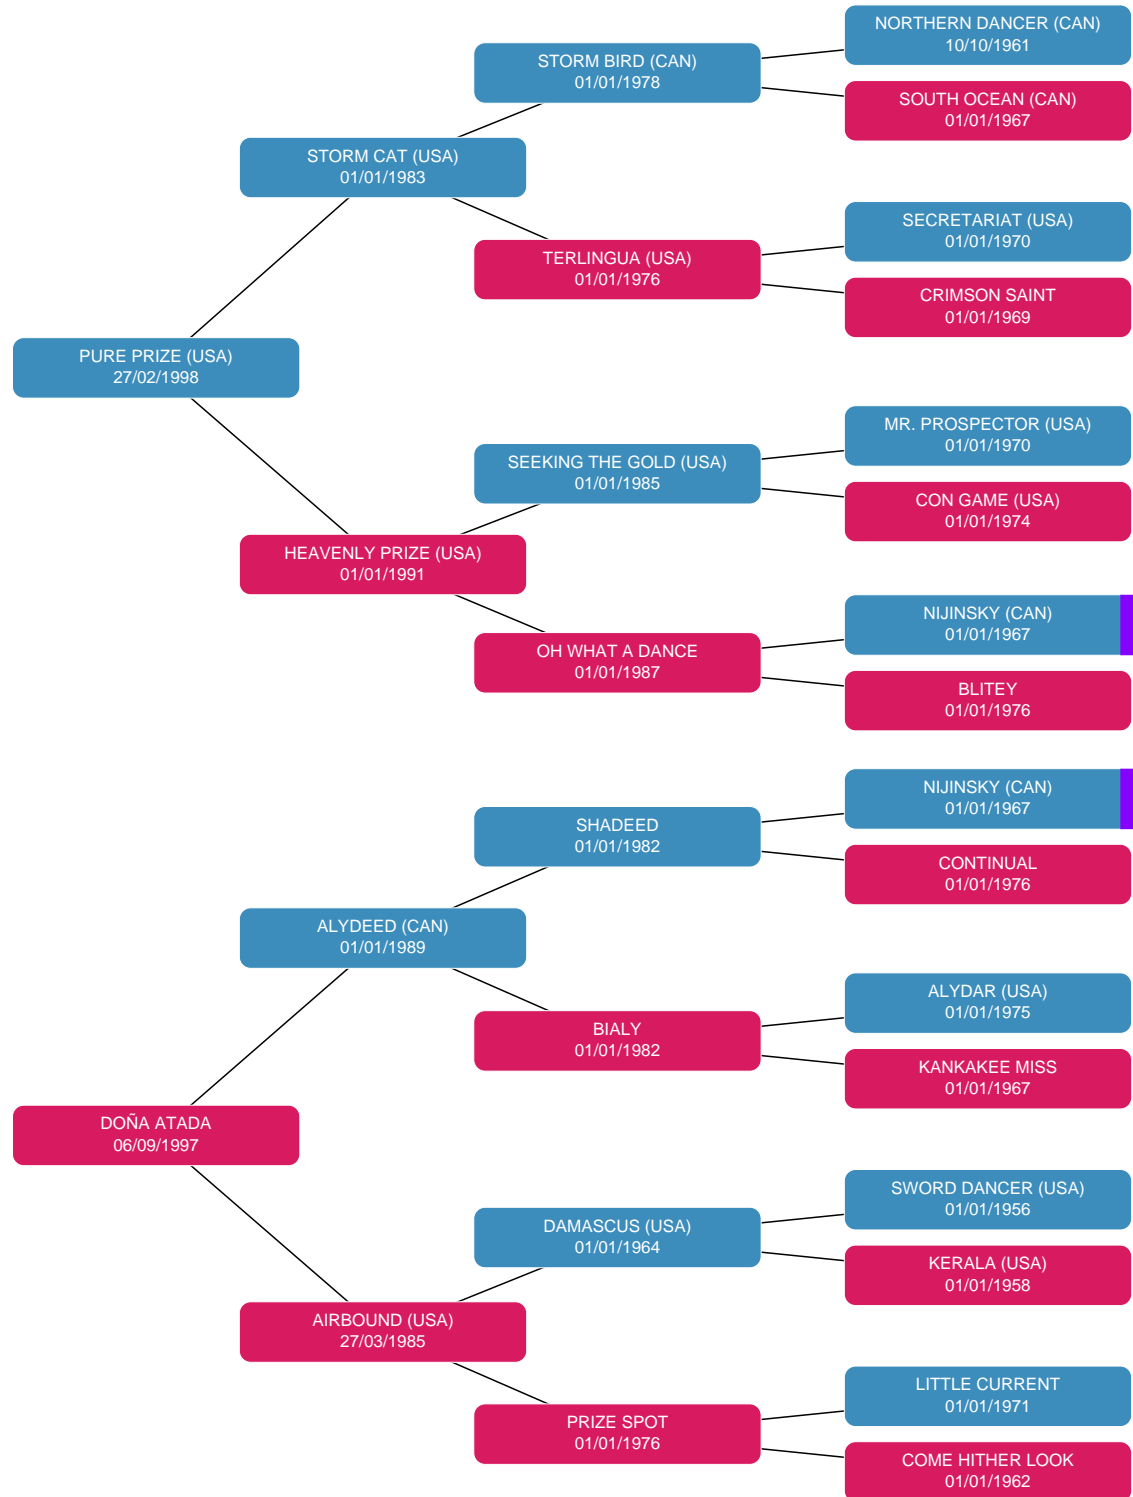 NORTHERN DANCER (CAN)
10/10/1961
STORM BIRD (CAN)
01/01/1978
SOUTH OCEAN (CAN)
01/01/1967
STORM CAT (USA)
01/01/1983
SECRETARIAT (USA)
01/01/1970
TERLINGUA (USA)
01/01/1976
CRIMSON SAINT
01/01/1969
PURE PRIZE (USA)
27/02/1998
MR. PROSPECTOR (USA)
01/01/1970
SEEKING THE GOLD (USA)
01/01/1985
CON GAME (USA)
01/01/1974
HEAVENLY PRIZE (USA)
01/01/1991
NIJINSKY (CAN)
01/01/1967
OH WHAT A DANCE
01/01/1987
BLITEY
01/01/1976
NIJINSKY (CAN)
01/01/1967
SHADEED
01/01/1982
CONTINUAL
01/01/1976
ALYDEED (CAN)
01/01/1989
ALYDAR (USA)
01/01/1975
BIALY
01/01/1982
KANKAKEE MISS
01/01/1967
DOÑA ATADA
06/09/1997
SWORD DANCER (USA)
01/01/1956
DAMASCUS (USA)
01/01/1964
KERALA (USA)
01/01/1958
AIRBOUND (USA)
27/03/1985
LITTLE CURRENT
01/01/1971
PRIZE SPOT
01/01/1976
COME HITHER LOOK
01/01/1962